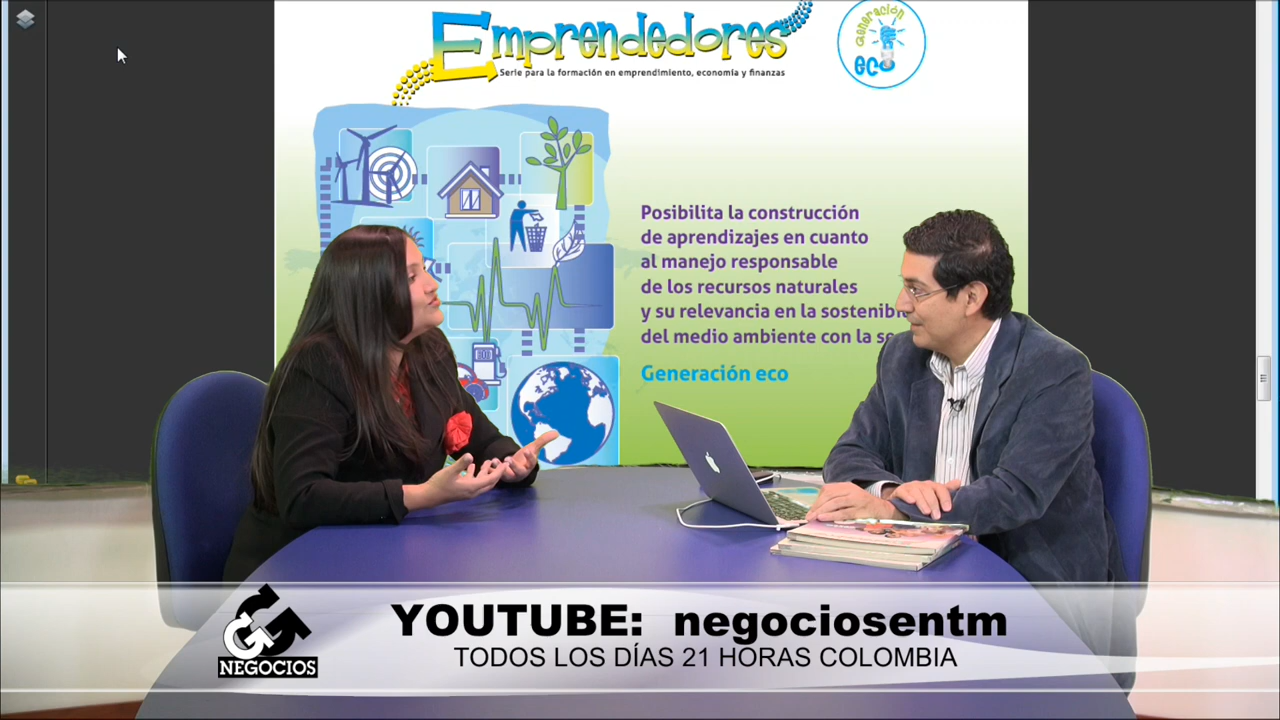 Emprendedores
Serie para la formación en emprendimiento, economía y finanzas
Generación
eco
Posibilita la construcción
de aprendizajes en cuanto
al manejo responsable
de los recursos naturales
y su relevancia en la sostenib
del medio ambiente con la
Generación eco
YOUTUBE: negociosentm
TODOS LOS DÍAS 21 HORAS COLOMBIA
NEGOCIOS